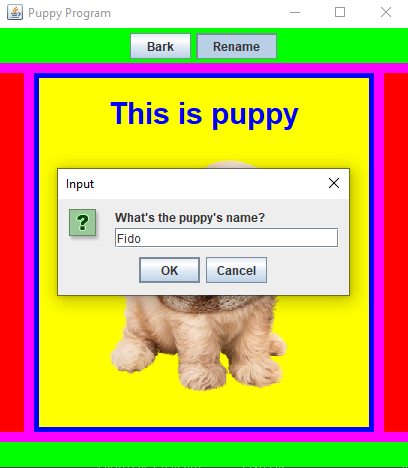 Puppy Program
Bark
Rename
This is puppy
Input
?
What's the puppy's name?
Fido
OK
Cancel